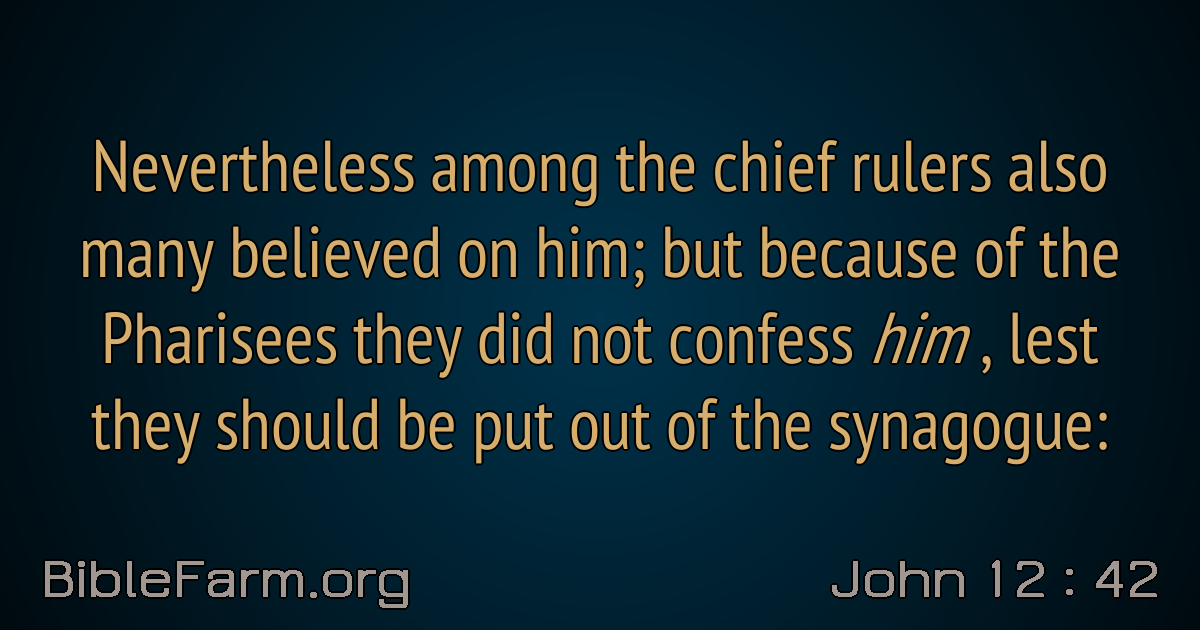 Nevertheless among the chief rulers also
many believed on him; but because of the
Pharisees they did not confess him , lest
they should be put out of the synagogue:
BibleFarm.org
John 12 : 42